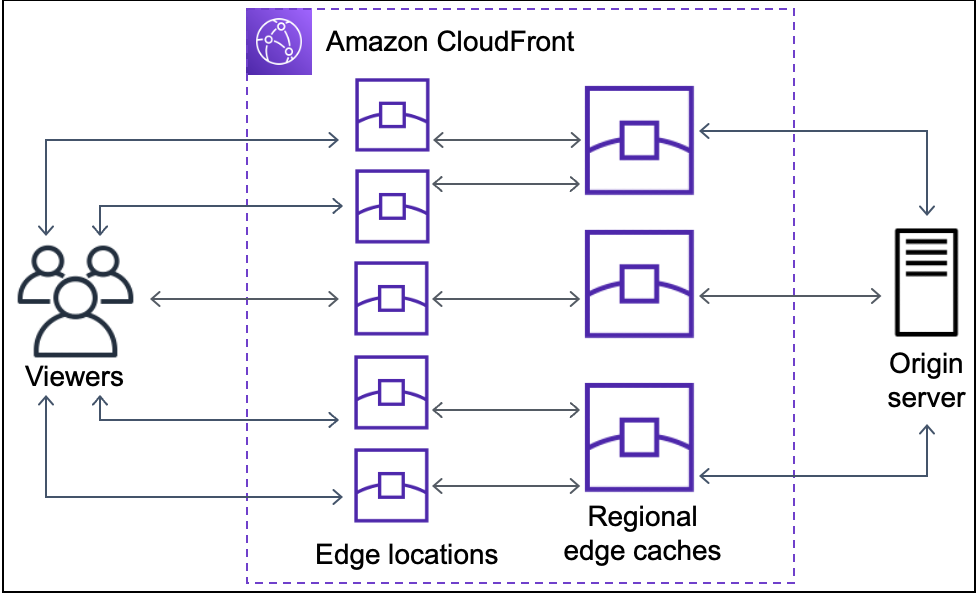 Amazon CloudFront
Viewers
Edge locations
Regional
edge caches
Origin
server